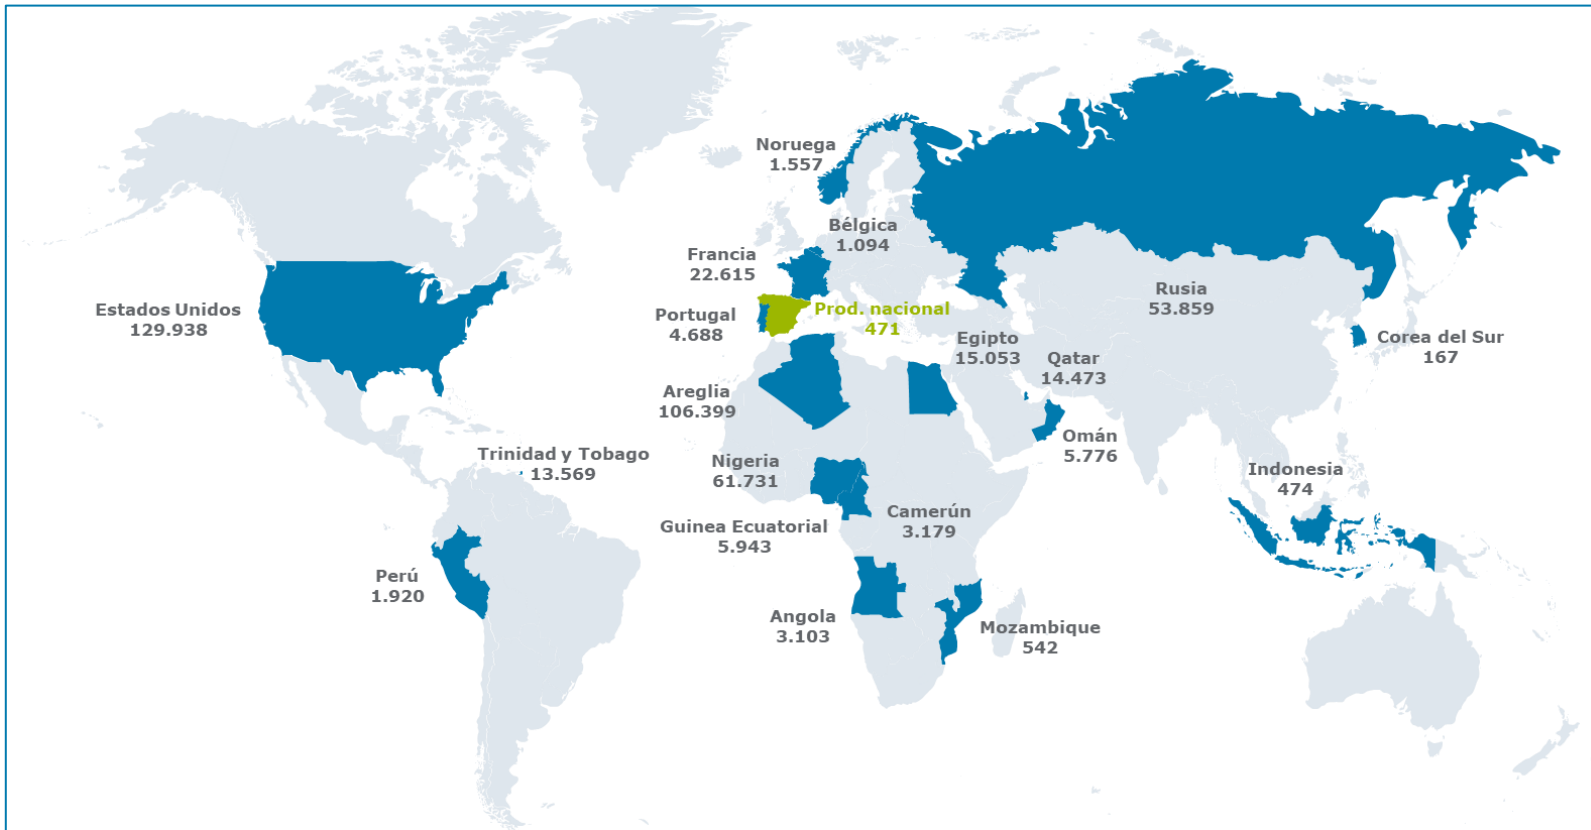 Noruega
1.557
Bélgica
1.094
Francia
22.615
Estados Unidos
129.938
Portugal
4.688
Prod. nacional
471
Rusia
53.859
Egipto
15.053
Qatar
14.473
Corea del Sur
167
Areglia
106.399
Omán
5.776
Trinidad y Tobago
13.569
Nigeria
61.731
Indonesia
474
Guinea Ecuatorial
5.943
Camerún
3.179
Perú
1.920
Angola
3.103
Mozambique
542